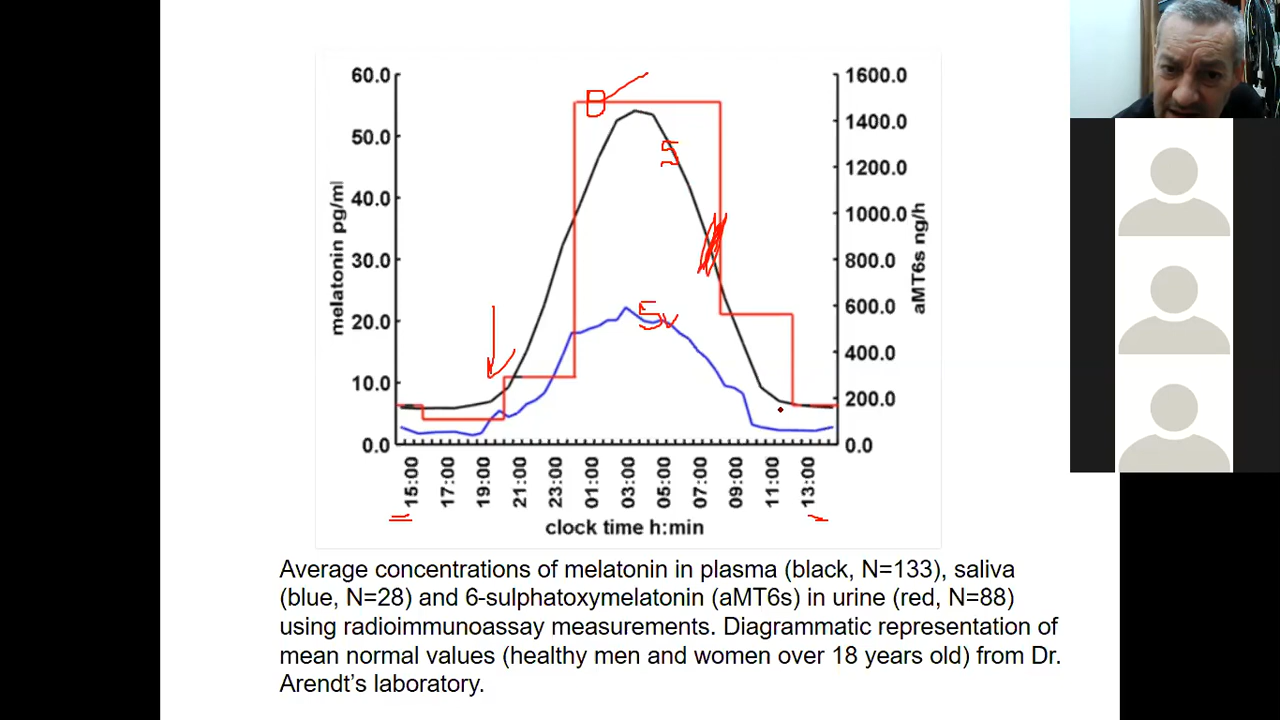 60.0
50.0
40.0
30.0
20.0
10.0
0.0
melatonin pg/ml
1600.0
1400.0
1200.0
1000.0
800.0
600.0
400.0
200.0
0.0
aMT6s ng/h
15:00 17:00 19:00 21:00 23:00 01:00 03:00 05:00 07:00 09:00 11:00 13:00
clock time h:min
Average concentrations of melatonin in plasma (black, N=133), saliva
(blue, N=28) and 6-sulphatoxymelatonin (aMT6s) in urine (red, N=88)
using radioimmunoassay measurements. Diagrammatic representation of
mean normal values (healthy men and women over 18 years old) from Dr.
Arendt’s laboratory.